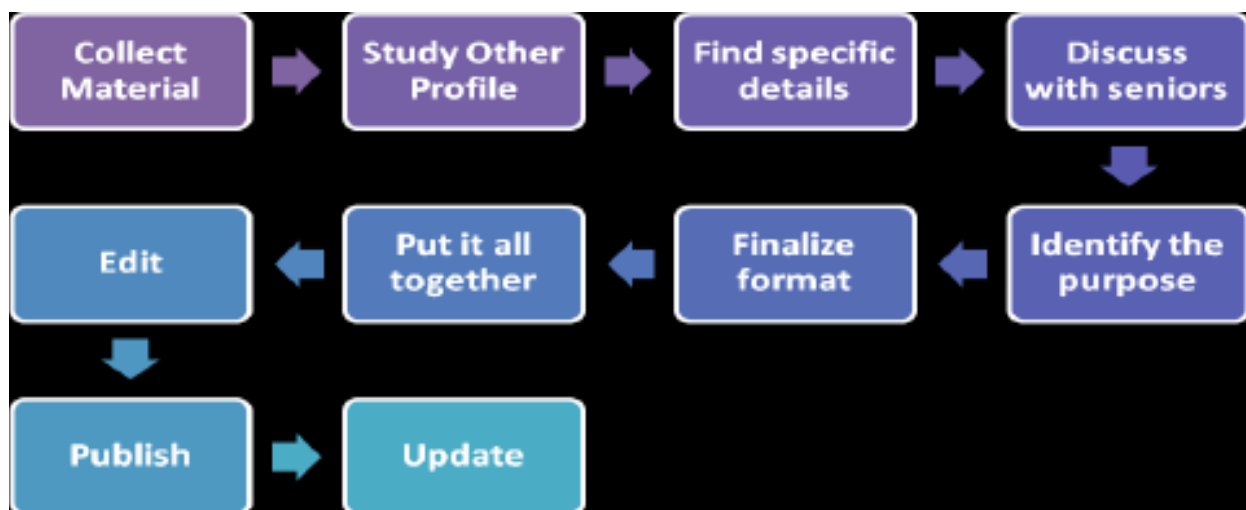 Collect
Material
Study Other
Profile
Find specific
details
Discuss
with seniors
Identify the
purpose
Finalize
format
Put it all
together
Edit
Publish
Update